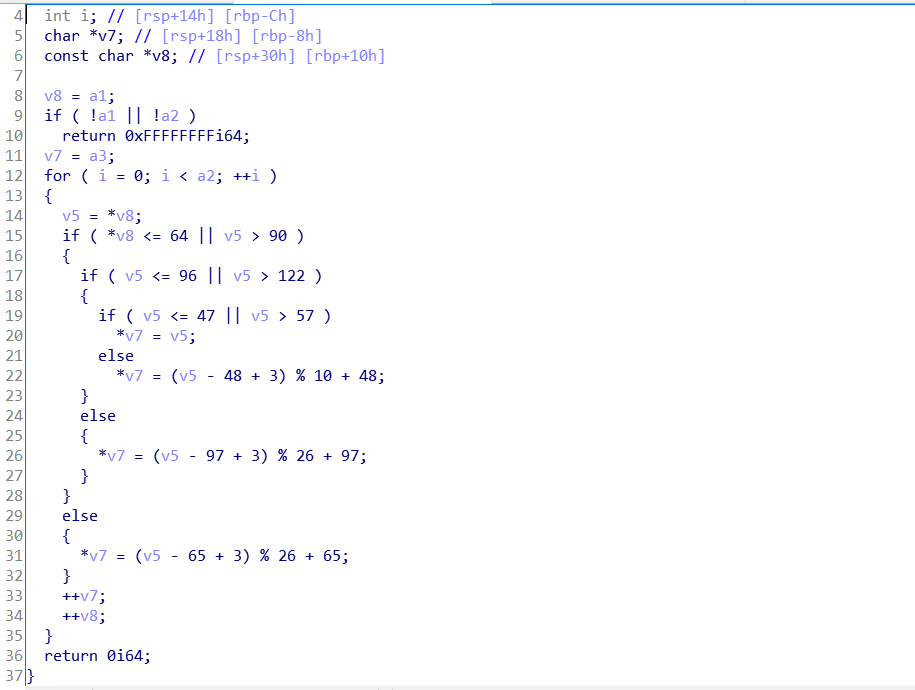 4 int i; // [rsp+14h] [rbp-Ch]
5 char *v7; // [rsp+18h] [rbp-8h]
6 const char *v8; // [rsp+30h] [rbp+10h]
7
8 v8 = a1;
9 if ( !a1 || !a2 )
10 return 0xFFFFFFFFi64;
11 v7 = a3;
12 for ( i = 0; i < a2; ++i )
13 {
14 v5 = *v8;
15 if ( *v8 <= 64 || v5 > 90 )
16 {
17 if ( v5 <= 96 || v5 > 122 )
18 {
19 if ( v5 <= 47 || v5 > 57 )
20 *v7 = v5;
21 else
22 *v7 = (v5 - 48 + 3) % 10 + 48;
23 }
24 else
25 {
26 *v7 = (v5 - 97 + 3) % 26 + 97;
27 }
28 }
29 else
30 {
31 *v7 = (v5 - 65 + 3) % 26 + 65;
32 }
33 ++v7;
34 ++v8;
35 }
36 return 0i64;
37 }